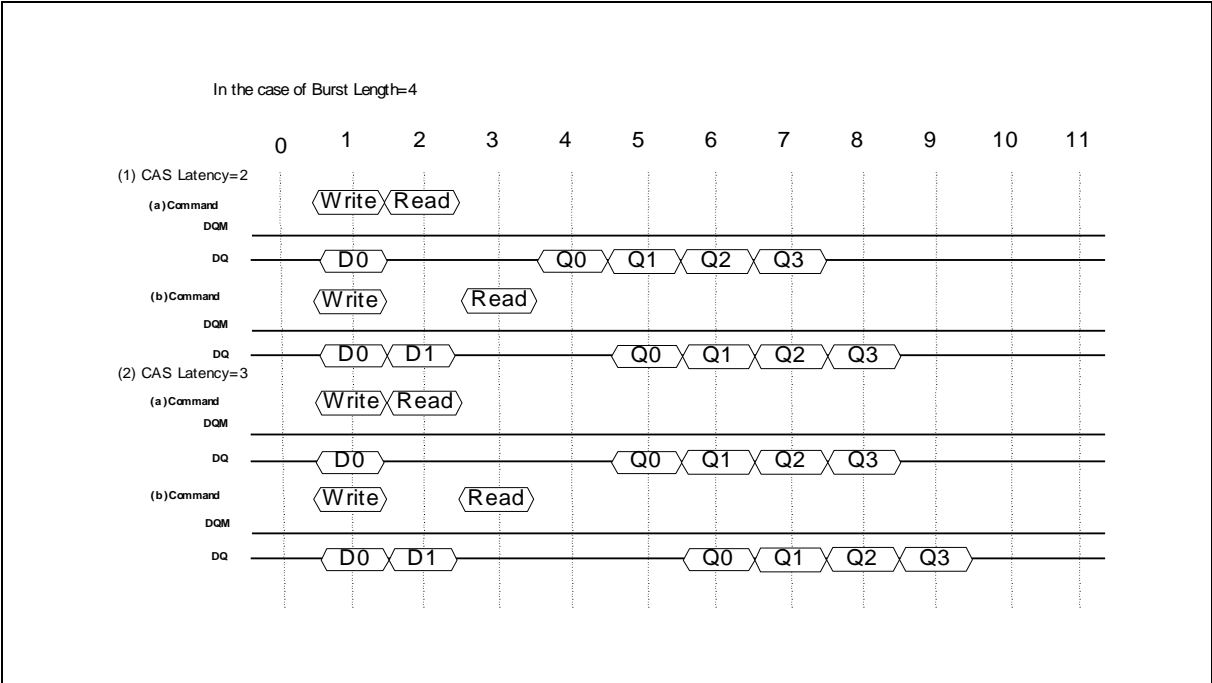 In the case of Burst Length=4
0 1 2 3 4 5 6 7 8 9 10 11
(1) CAS Latency=2
(a)Command Write Read
DQM
DQ D0 Q0 Q1 Q2 Q3
(b)Command Write Read
DQM
DQ D0 D1 Q0 Q1 Q2 Q3
(2) CAS Latency=3
(a)Command Write Read
DQM
DQ D0 Q0 Q1 Q2 Q3
(b)Command Write Read
DQM
DQ D0 D1 Q0 Q1 Q2 Q3